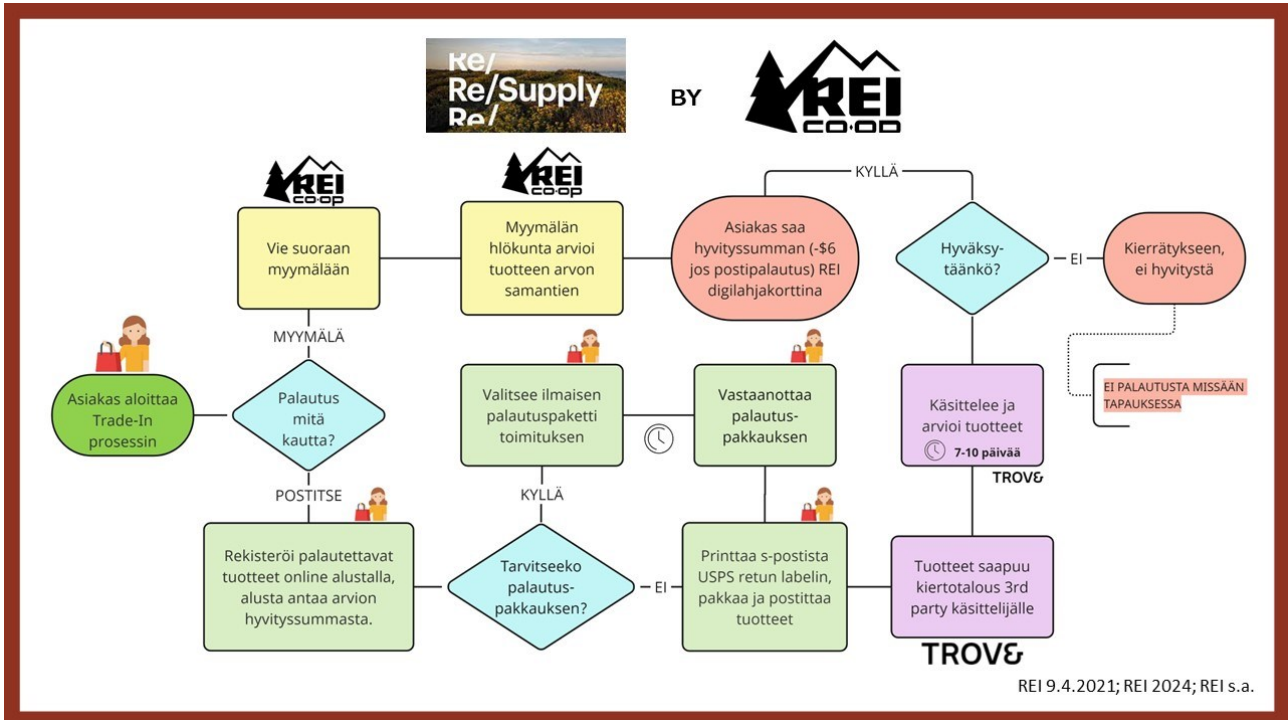 Re/
Re/Supply
Re/
BY
REI
CO·OP
REI
co·op
REI
co·op
KYLLÄ
Vie suoraan
myymälään
Myymälän
hlökunta arvioi
tuotteen arvon
samantien
Asiakas saa
hyvityssumman (-$6
jos postipalautus) REI
digilahjakorttina
Hyväksy-
täänkö?
EI
Kierrätykseen,
ei hyvitystä
MYYMÄLÄ
Asiakas aloittaa
Trade-In
prosessin
Palautus
mitä
kautta?
Valitsee ilmaisen
palautuspaketti
toimituksen
Vastaanottaa
palautus-
pakkauksen
Käsittelee ja
arvioi tuotteet
7-10 päivää
TROV&
EI PALAUTUSTA MISSÄÄN
TAPAUKSESSA
POSTITSE
KYLLÄ
Rekisteröi palautettavat
tuotteet online alustalla,
alusta antaa arvion
hyvityssummasta.
Tarvitseeko
palautus-
pakkauksen?
EI
Printtaa s-postista
USPS retun labelin,
pakkaa ja postittaa
tuotteet
Tuotteet saapuu
kiertotalous 3rd
party käsittelijälle
TROV&
REI 9.4.2021; REI 2024; REI s.a.